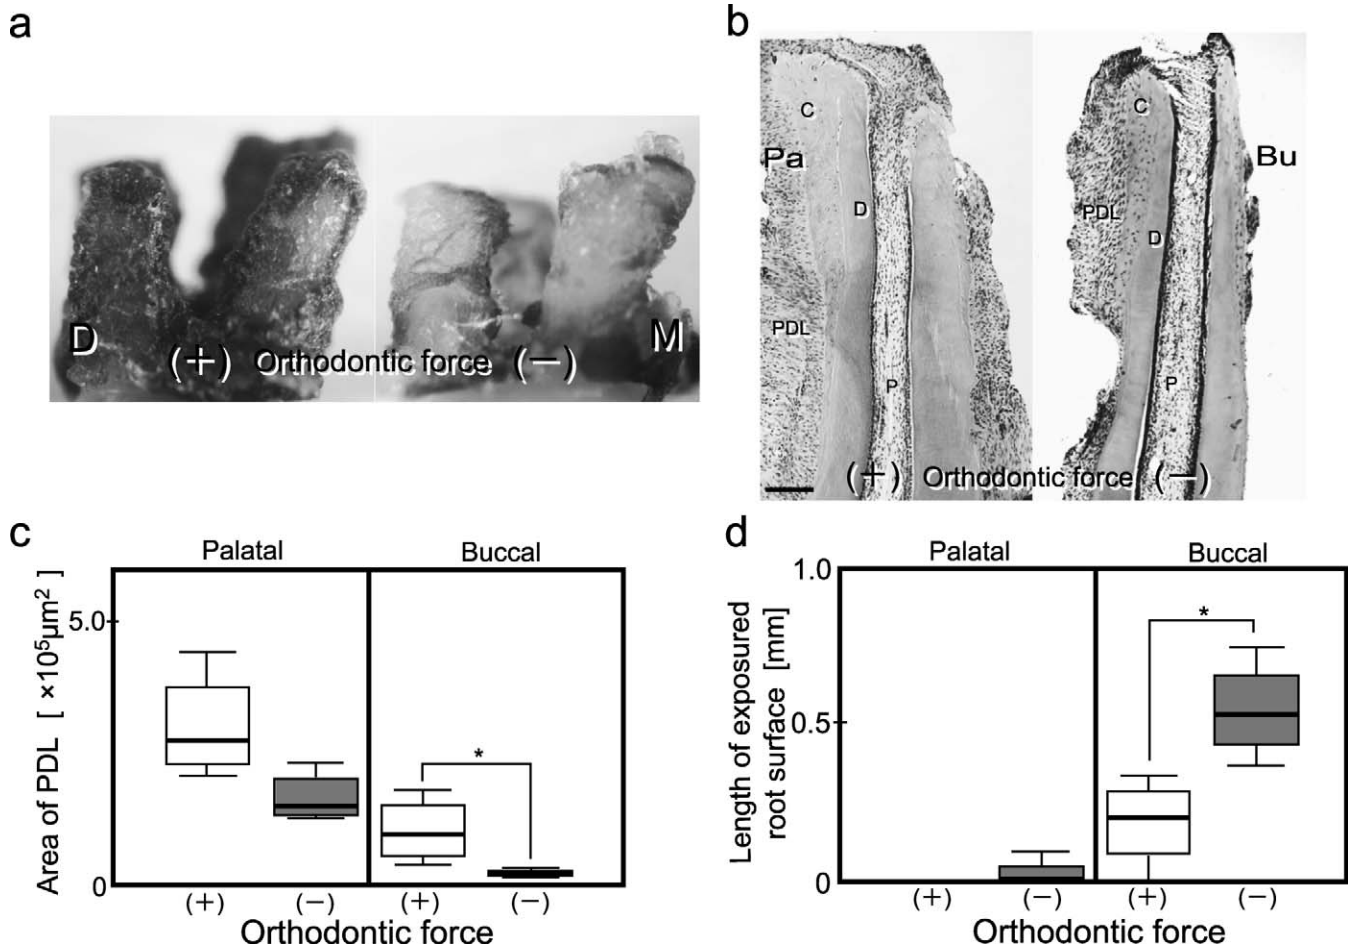 a
D
(+) Orthodontic force (−)
M
b
C
Pa
D
PDL
P
C
Bu
PDL
D
P
(+) Orthodontic force (−)
c
Palatal
Buccal
Area of PDL [ ×10⁵μm² ]
5.0
*
0
(+)
(−)
(+)
(−)
Orthodontic force
d
Palatal
Buccal
Length of exposured
root surface [mm]
1.0
*
0.5
0
(+)
(−)
(+)
(−)
Orthodontic force